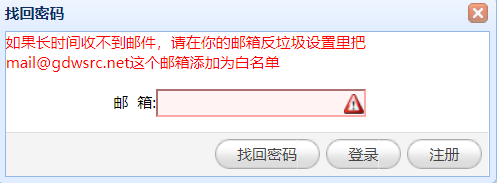 找回密码
如果长时间收不到邮件，请在你的邮箱反垃圾设置里把
mail@gdwsrc.net这个邮箱添加为白名单
邮 箱:
找回密码 登录 注册